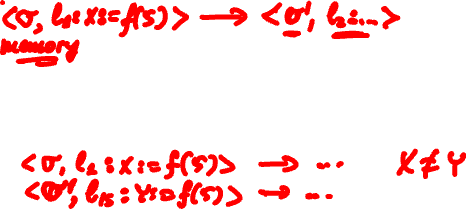 <σ, l₁: x:=f(5)> → <σ', l₂:...>
memory
<σ, l₂: x:=f(5)> → ... X≠Y
<σ'', l₁₅: Y:=f(5)> → ...